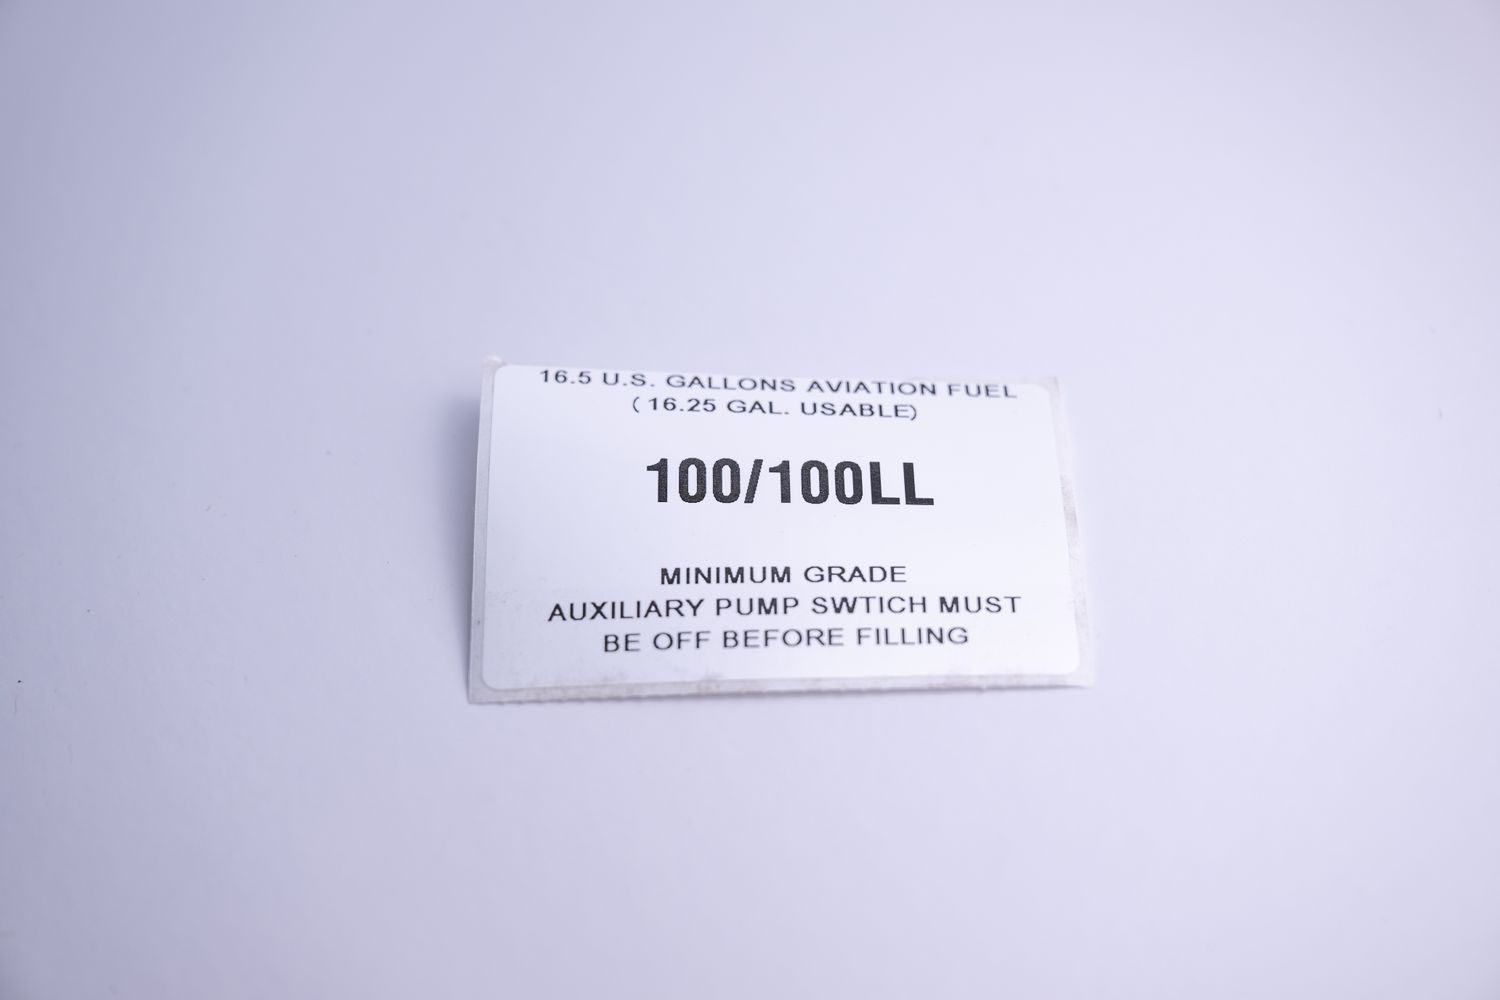 16.5 U.S. GALLONS AVIATION FUEL
( 16.25 GAL. USABLE)
100/100LL
MINIMUM GRADE
AUXILIARY PUMP SWTICH MUST
BE OFF BEFORE FILLING